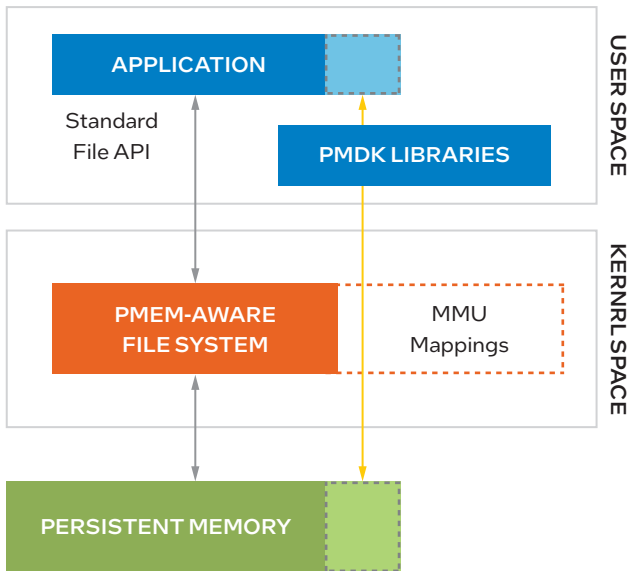 APPLICATION
Standard
File API
PMDK LIBRARIES
USER SPACE
PMEM-AWARE
FILE SYSTEM
MMU
Mappings
KERNRL SPACE
PERSISTENT MEMORY